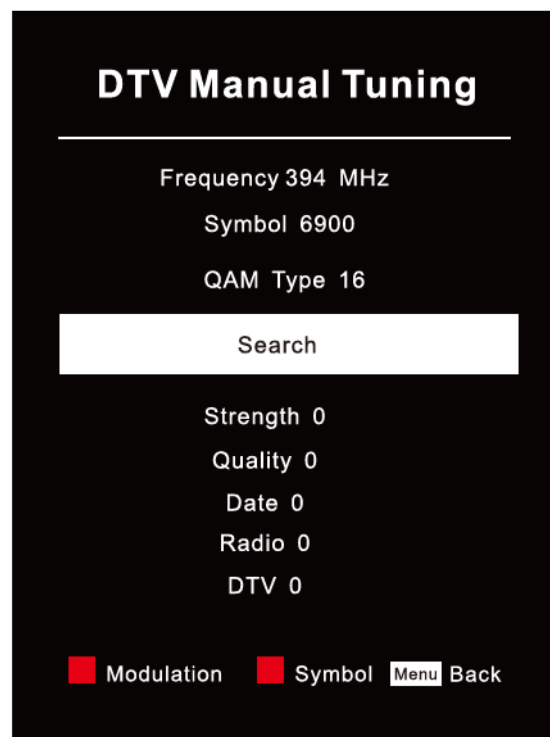 DTV Manual Tuning
Frequency 394 MHz
Symbol 6900
QAM Type 16
Search
Strength 0
Quality 0
Date 0
Radio 0
DTV 0
Modulation Symbol Menu Back